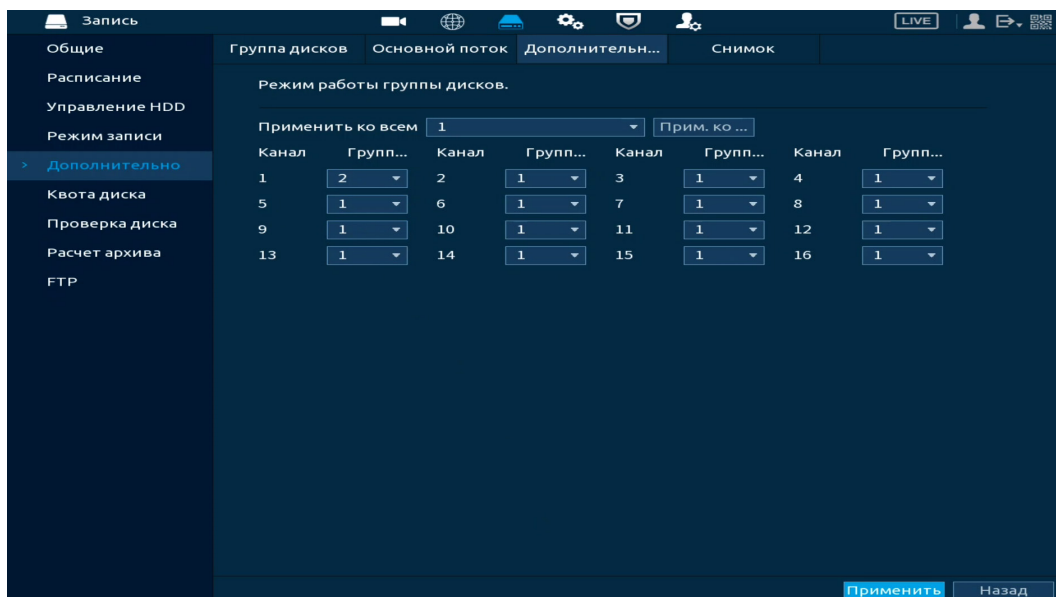 Запись LIVE
Общие
Расписание
Управление HDD
Режим записи
> Дополнительно
Квота диска
Проверка диска
Расчет архива
FTP
Группа дисков Основной поток Дополнительн... Снимок
Режим работы группы дисков.
Применить ко всем 1 Прим. ко ...
Канал Групп... Канал Групп... Канал Групп... Канал Групп...
1 2 2 1 3 1 4 1
5 1 6 1 7 1 8 1
9 1 10 1 11 1 12 1
13 1 14 1 15 1 16 1
Применить Назад